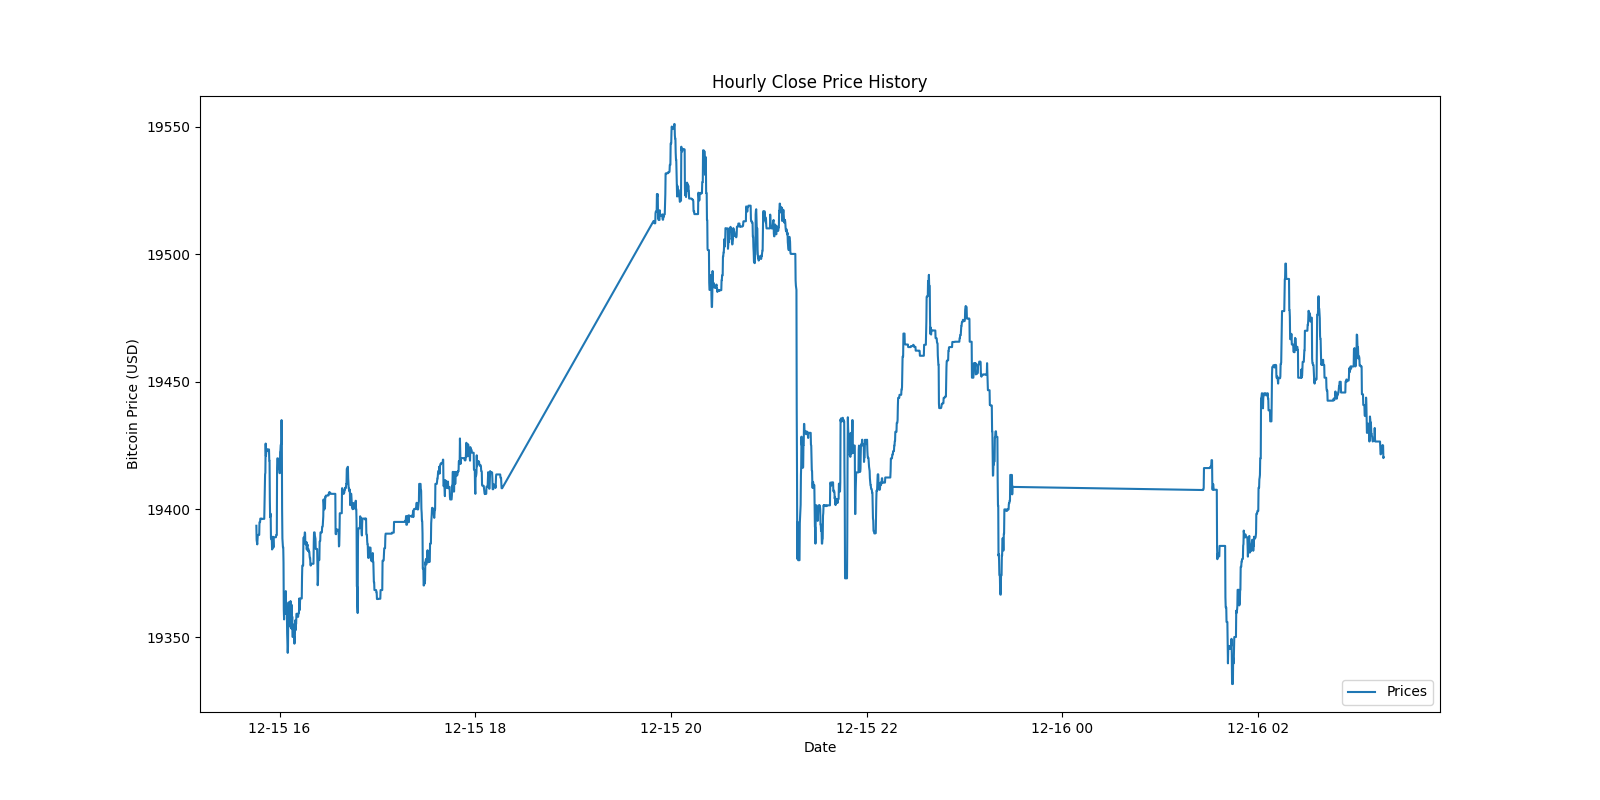 Hourly Close Price History
Bitcoin Price (USD)
19550
19500
19450
19400
19350
12-15 16
12-15 18
12-15 20
12-15 22
12-16 00
12-16 02
Date
Prices